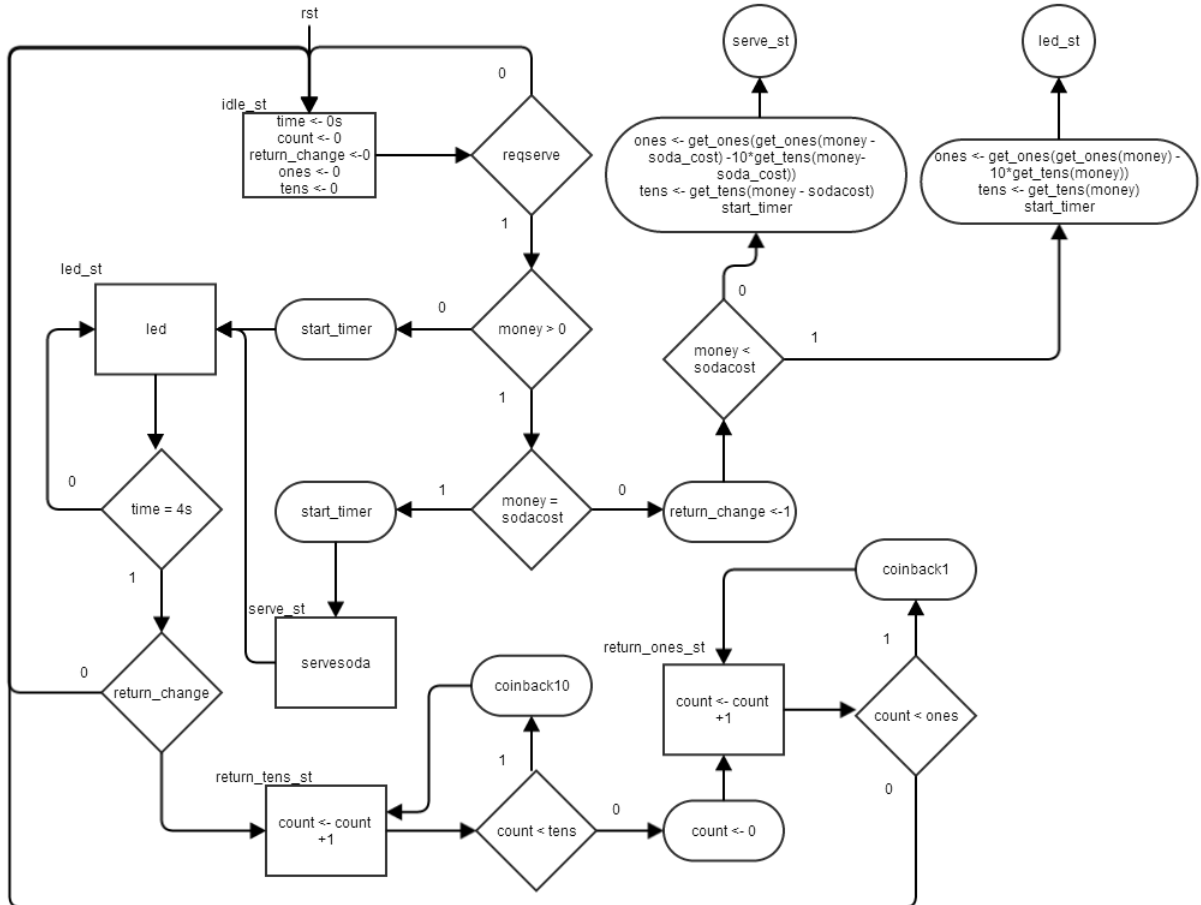 rst
serve_st
led_st
0
idle_st
time <- 0s
count <- 0
return_change <-0
ones <- 0
tens <- 0
reqserve
ones <- get_ones(get_ones(money -
soda_cost) -10*get_tens(money-
soda_cost))
tens <- get_tens(money - sodacost)
start_timer
ones <- get_ones(get_ones(money) -
10*get_tens(money))
tens <- get_tens(money)
start_timer
1
led_st
led
start_timer
0
money > 0
0
money <
sodacost
1
1
0
time = 4s
start_timer
1
money =
sodacost
0
return_change <-1
1
coinback1
serve_st
servesoda
return_ones_st
1
0
return_change
coinback10
count <- count
+1
count < ones
return_tens_st
1
0
count <- count
+1
count < tens
0
count <- 0